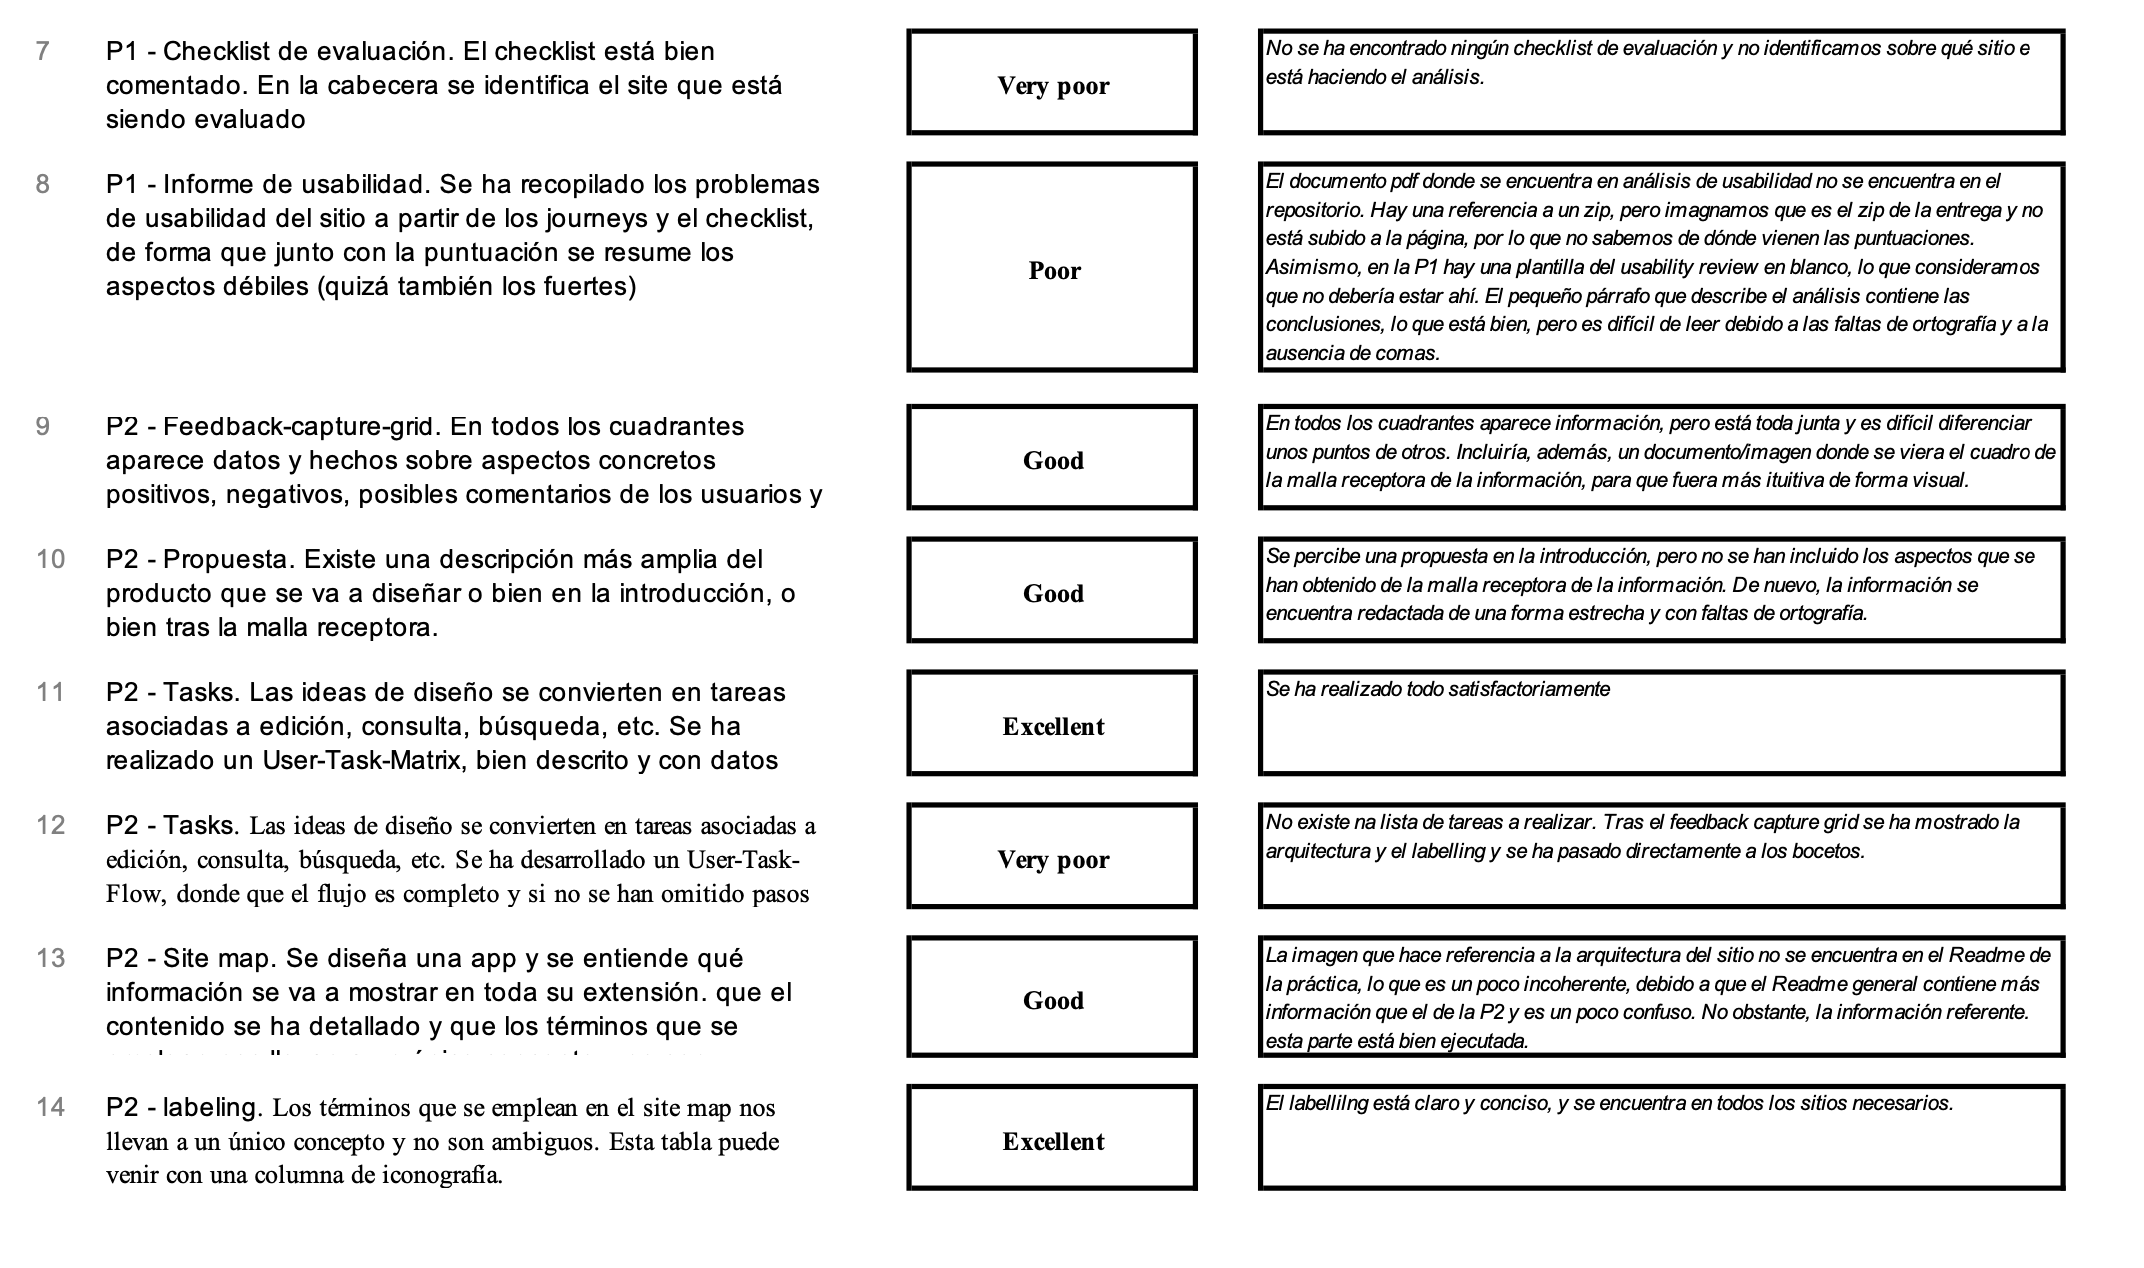 7
P1 - Checklist de evaluación. El checklist está bien
comentado. En la cabecera se identifica el site que está
siendo evaluado
Very poor
No se ha encontrado ningún checklist de evaluación y no identificamos sobre qué sitio e
está haciendo el análisis.
8
P1 - Informe de usabilidad. Se ha recopilado los problemas
de usabilidad del sitio a partir de los journeys y el checklist,
de forma que junto con la puntuación se resume los
aspectos débiles (quizá también los fuertes)
Poor
El documento pdf donde se encuentra en análisis de usabilidad no se encuentra en el
repositorio. Hay una referencia a un zip, pero imagnamos que es el zip de la entrega y no
está subido a la página, por lo que no sabemos de dónde vienen las puntuaciones.
Asimismo, en la P1 hay una plantilla del usability review en blanco, lo que consideramos
que no debería estar ahí. El pequeño párrafo que describe el análisis contiene las
conclusiones, lo que está bien, pero es difícil de leer debido a las faltas de ortografía y a la
ausencia de comas.
9
P2 - Feedback-capture-grid. En todos los cuadrantes
aparece datos y hechos sobre aspectos concretos
positivos, negativos, posibles comentarios de los usuarios y
Good
En todos los cuadrantes aparece información, pero está toda junta y es difícil diferenciar
unos puntos de otros. Incluiría, además, un documento/imagen donde se viera el cuadro de
la malla receptora de la información, para que fuera más ituitiva de forma visual.
10
P2 - Propuesta. Existe una descripción más amplia del
producto que se va a diseñar o bien en la introducción, o
bien tras la malla receptora.
Good
Se percibe una propuesta en la introducción, pero no se han incluido los aspectos que se
han obtenido de la malla receptora de la información. De nuevo, la información se
encuentra redactada de una forma estrecha y con faltas de ortografía.
11
P2 - Tasks. Las ideas de diseño se convierten en tareas
asociadas a edición, consulta, búsqueda, etc. Se ha
realizado un User-Task-Matrix, bien descrito y con datos
Excellent
Se ha realizado todo satisfactoriamente
12
P2 - Tasks. Las ideas de diseño se convierten en tareas asociadas a
edición, consulta, búsqueda, etc. Se ha desarrollado un User-Task-
Flow, donde que el flujo es completo y si no se han omitido pasos
Very poor
No existe na lista de tareas a realizar. Tras el feedback capture grid se ha mostrado la
arquitectura y el labelling y se ha pasado directamente a los bocetos.
13
P2 - Site map. Se diseña una app y se entiende qué
información se va a mostrar en toda su extensión. que el
contenido se ha detallado y que los términos que se
Good
La imagen que hace referencia a la arquitectura del sitio no se encuentra en el Readme de
la práctica, lo que es un poco incoherente, debido a que el Readme general contiene más
información que el de la P2 y es un poco confuso. No obstante, la información referente.
esta parte está bien ejecutada.
14
P2 - labeling. Los términos que se emplean en el site map nos
llevan a un único concepto y no son ambiguos. Esta tabla puede
venir con una columna de iconografía.
Excellent
El labellilng está claro y conciso, y se encuentra en todos los sitios necesarios.